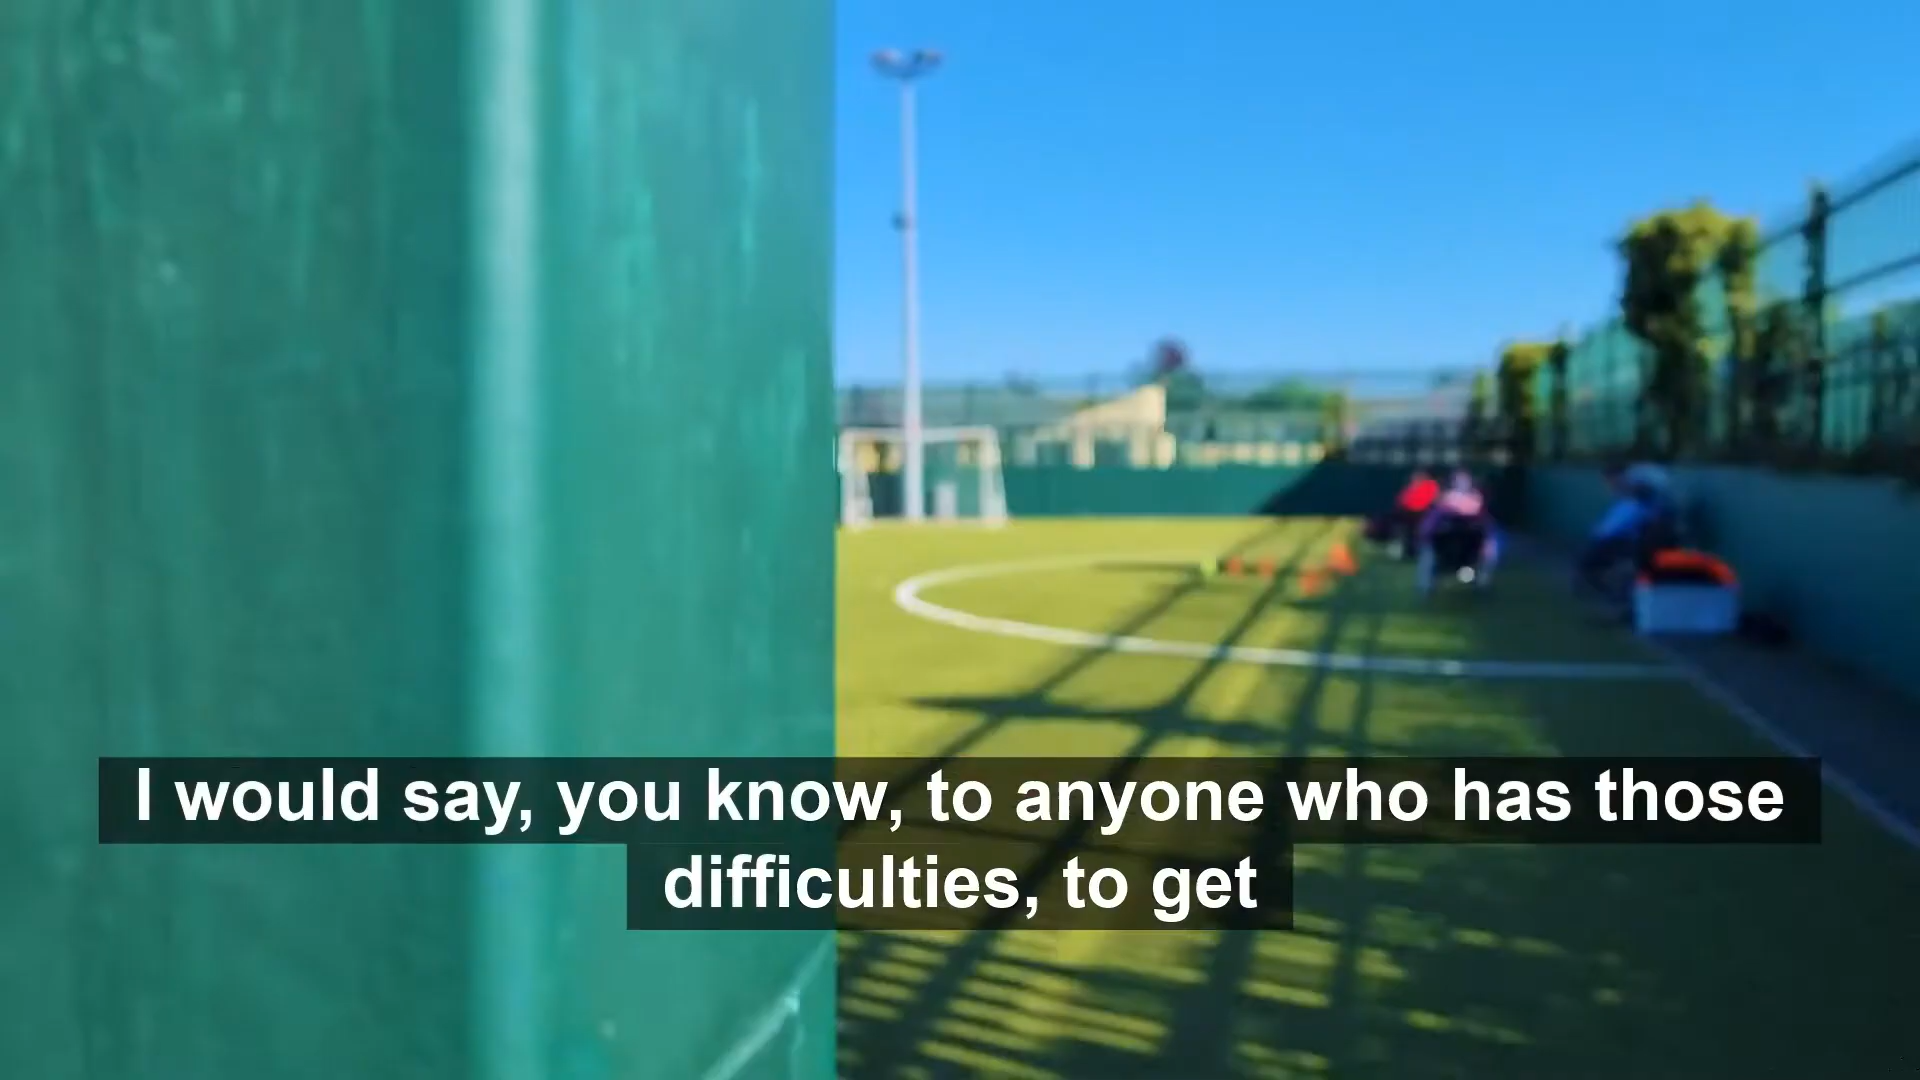 I would say, you know, to anyone who has those
difficulties, to get